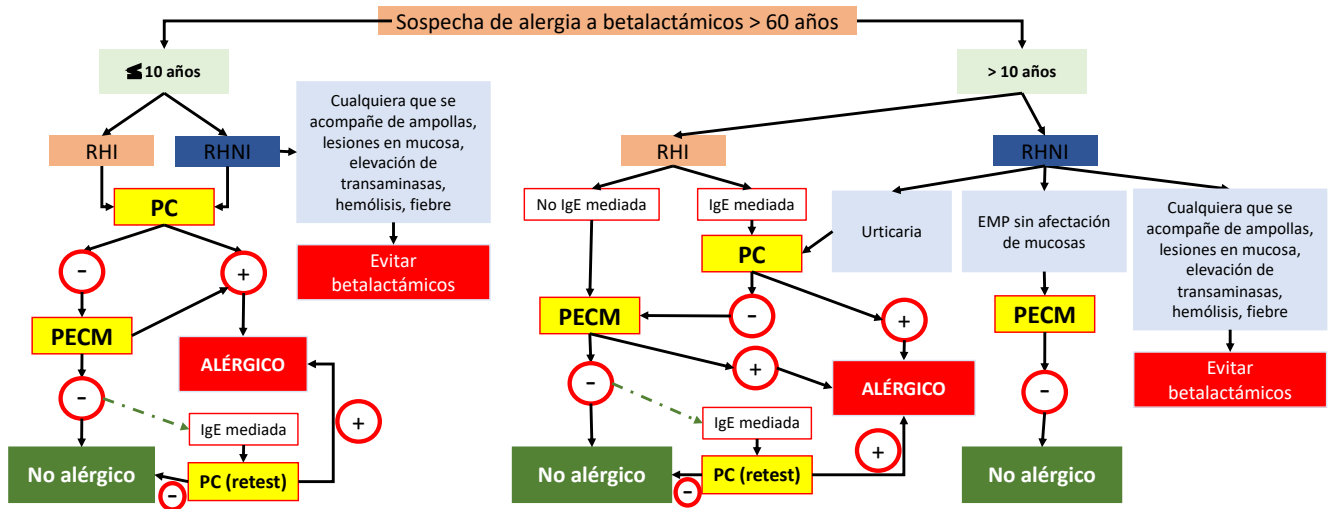 Sospecha de alergia a betalactámicos > 60 años
≤ 10 años
RHI
RHNI
Cualquiera que se
acompañe de ampollas,
lesiones en mucosa,
elevación de
transaminasas,
hemólisis, fiebre
Evitar
betalactámicos
PC
-
+
PECM
ALÉRGICO
-
IgE mediada
+
No alérgico
-
PC (retest)
> 10 años
RHI
No IgE mediada
IgE mediada
PC
PECM
-
+
-
+
ALÉRGICO
IgE mediada
+
No alérgico
-
PC (retest)
RHNI
Urticaria
EMP sin afectación
de mucosas
PECM
-
No alérgico
Cualquiera que se
acompañe de ampollas,
lesiones en mucosa,
elevación de
transaminasas,
hemólisis, fiebre
Evitar
betalactámicos